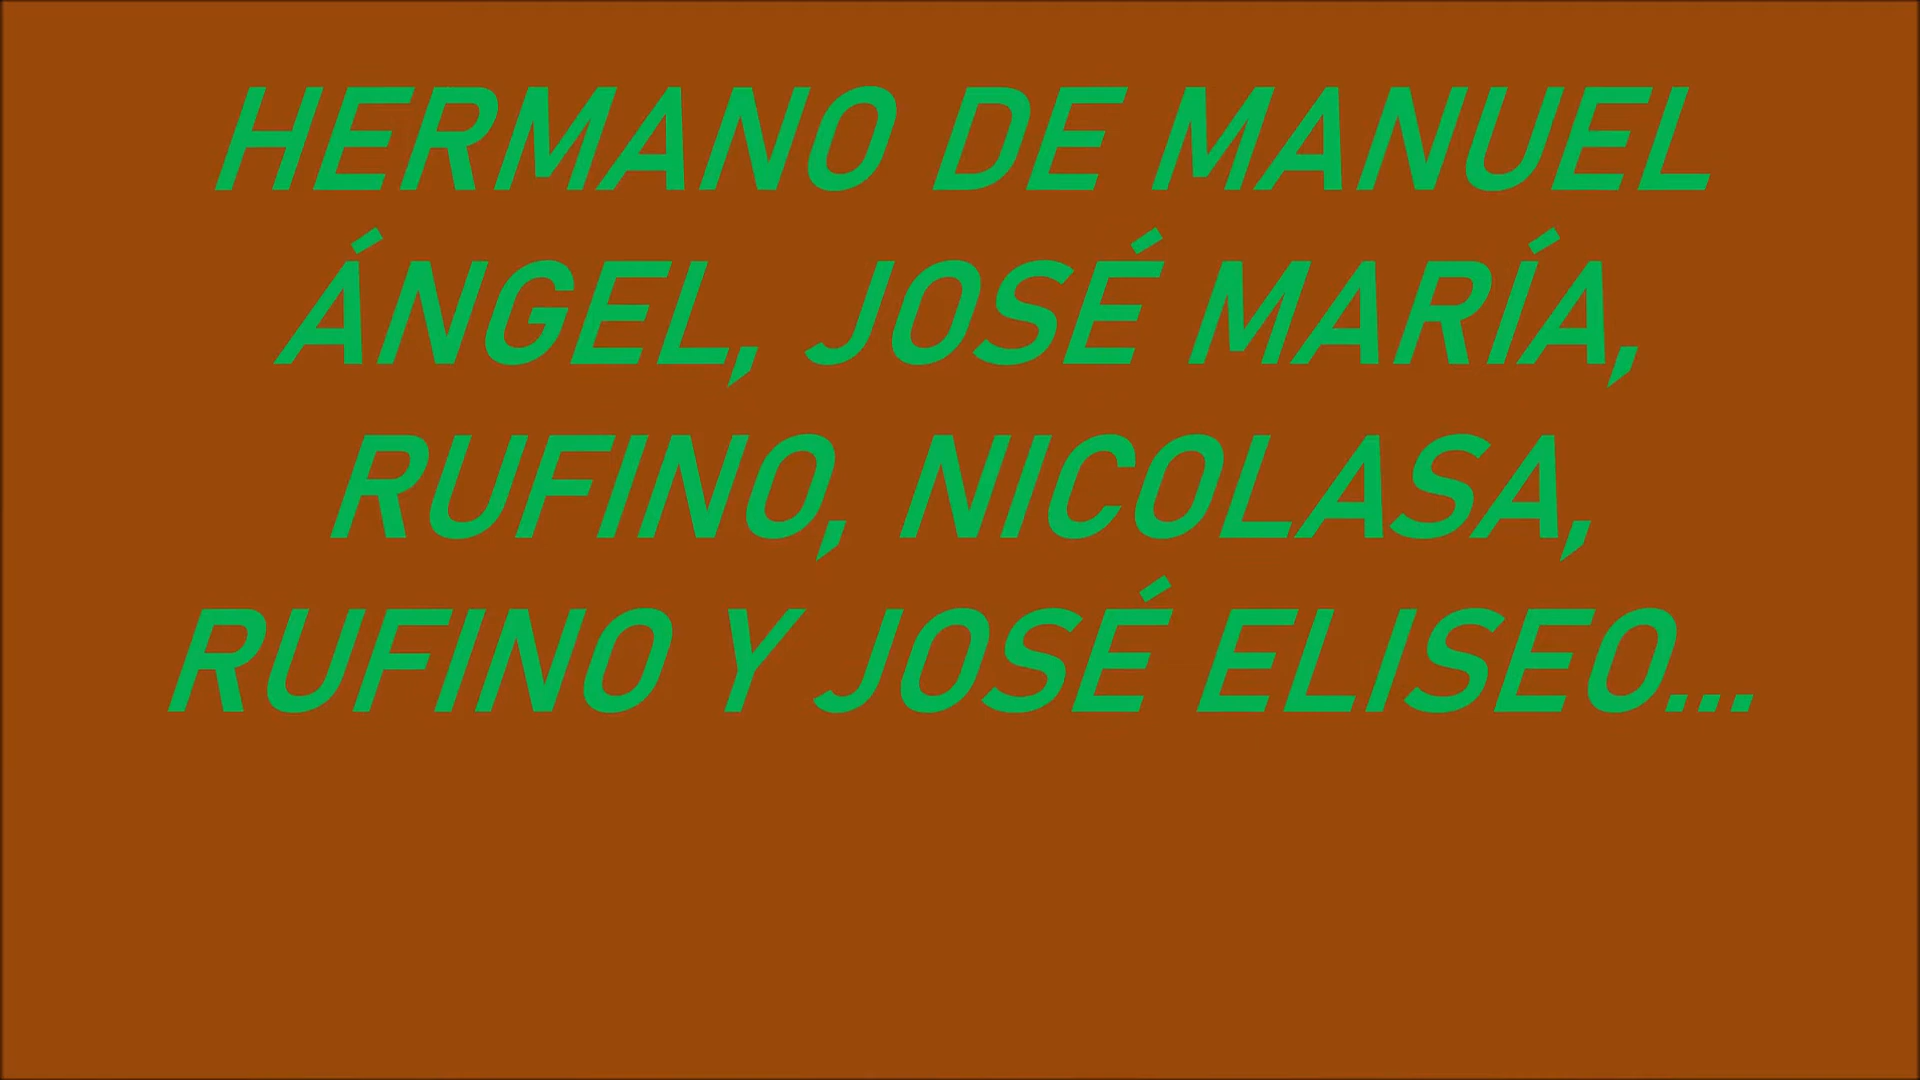 HERMANO DE MANUEL
ÁNGEL, JOSÉ MARÍA,
RUFINO, NICOLASA,
RUFINO Y JOSÉ ELISEO...